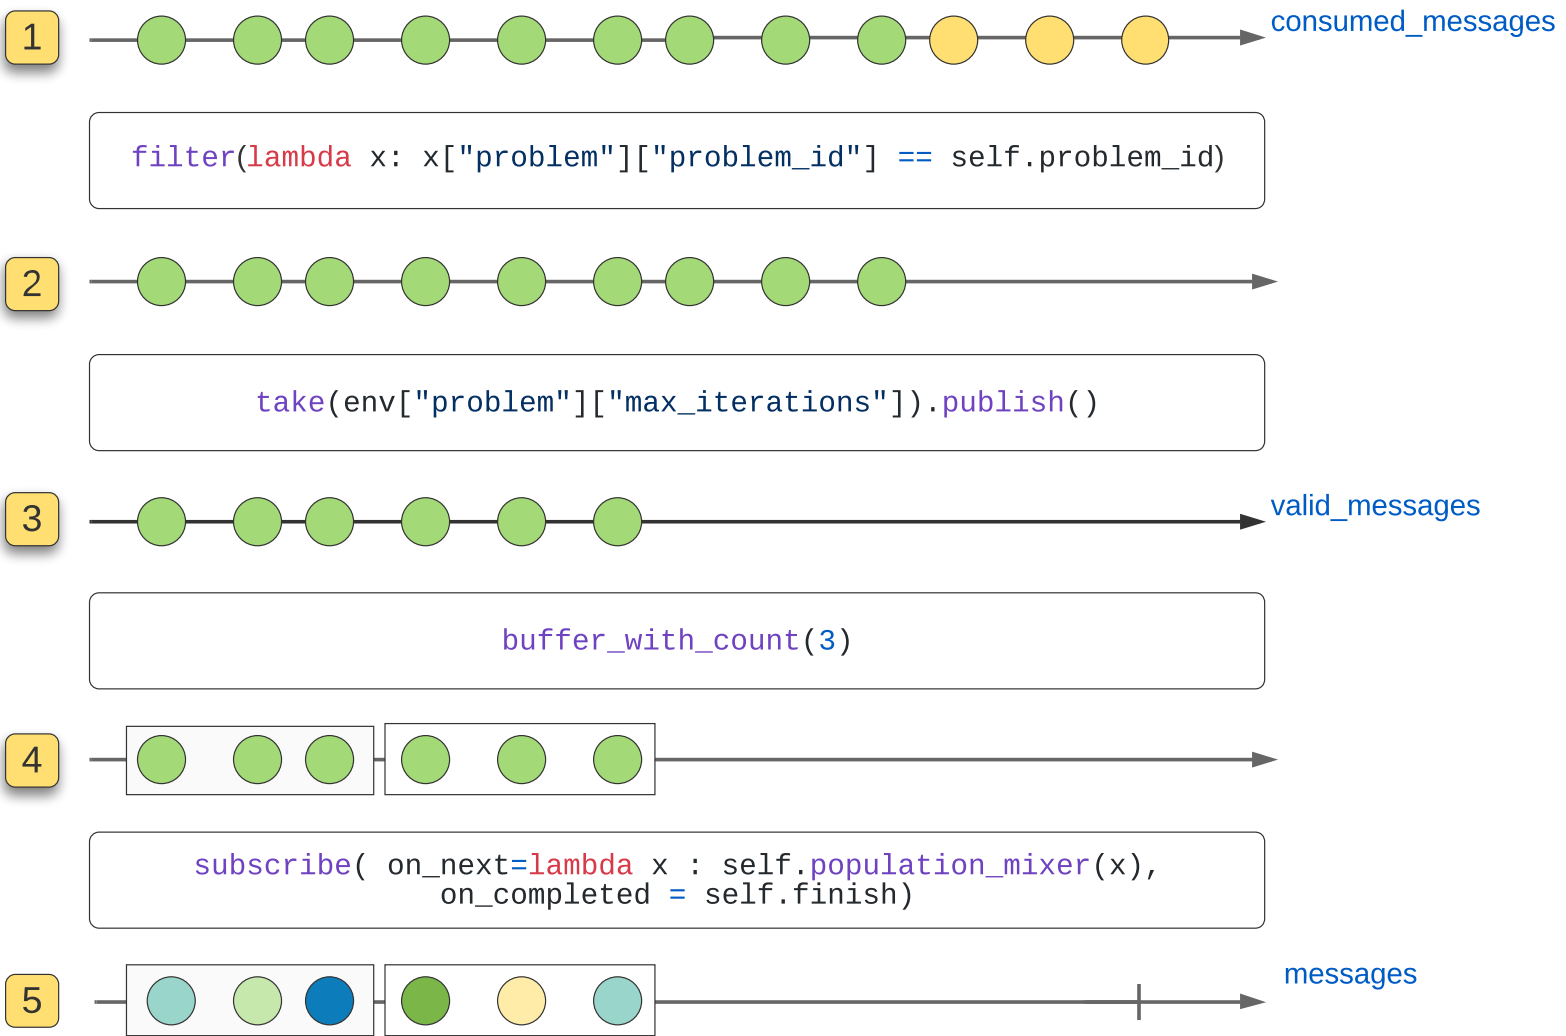 1
consumed_messages
filter(lambda x: x["problem"]["problem_id"] == self.problem_id)
2
take(env["problem"]["max_iterations"]).publish()
3
valid_messages
buffer_with_count(3)
4
subscribe( on_next=lambda x : self.population_mixer(x),
on_completed = self.finish)
5
messages